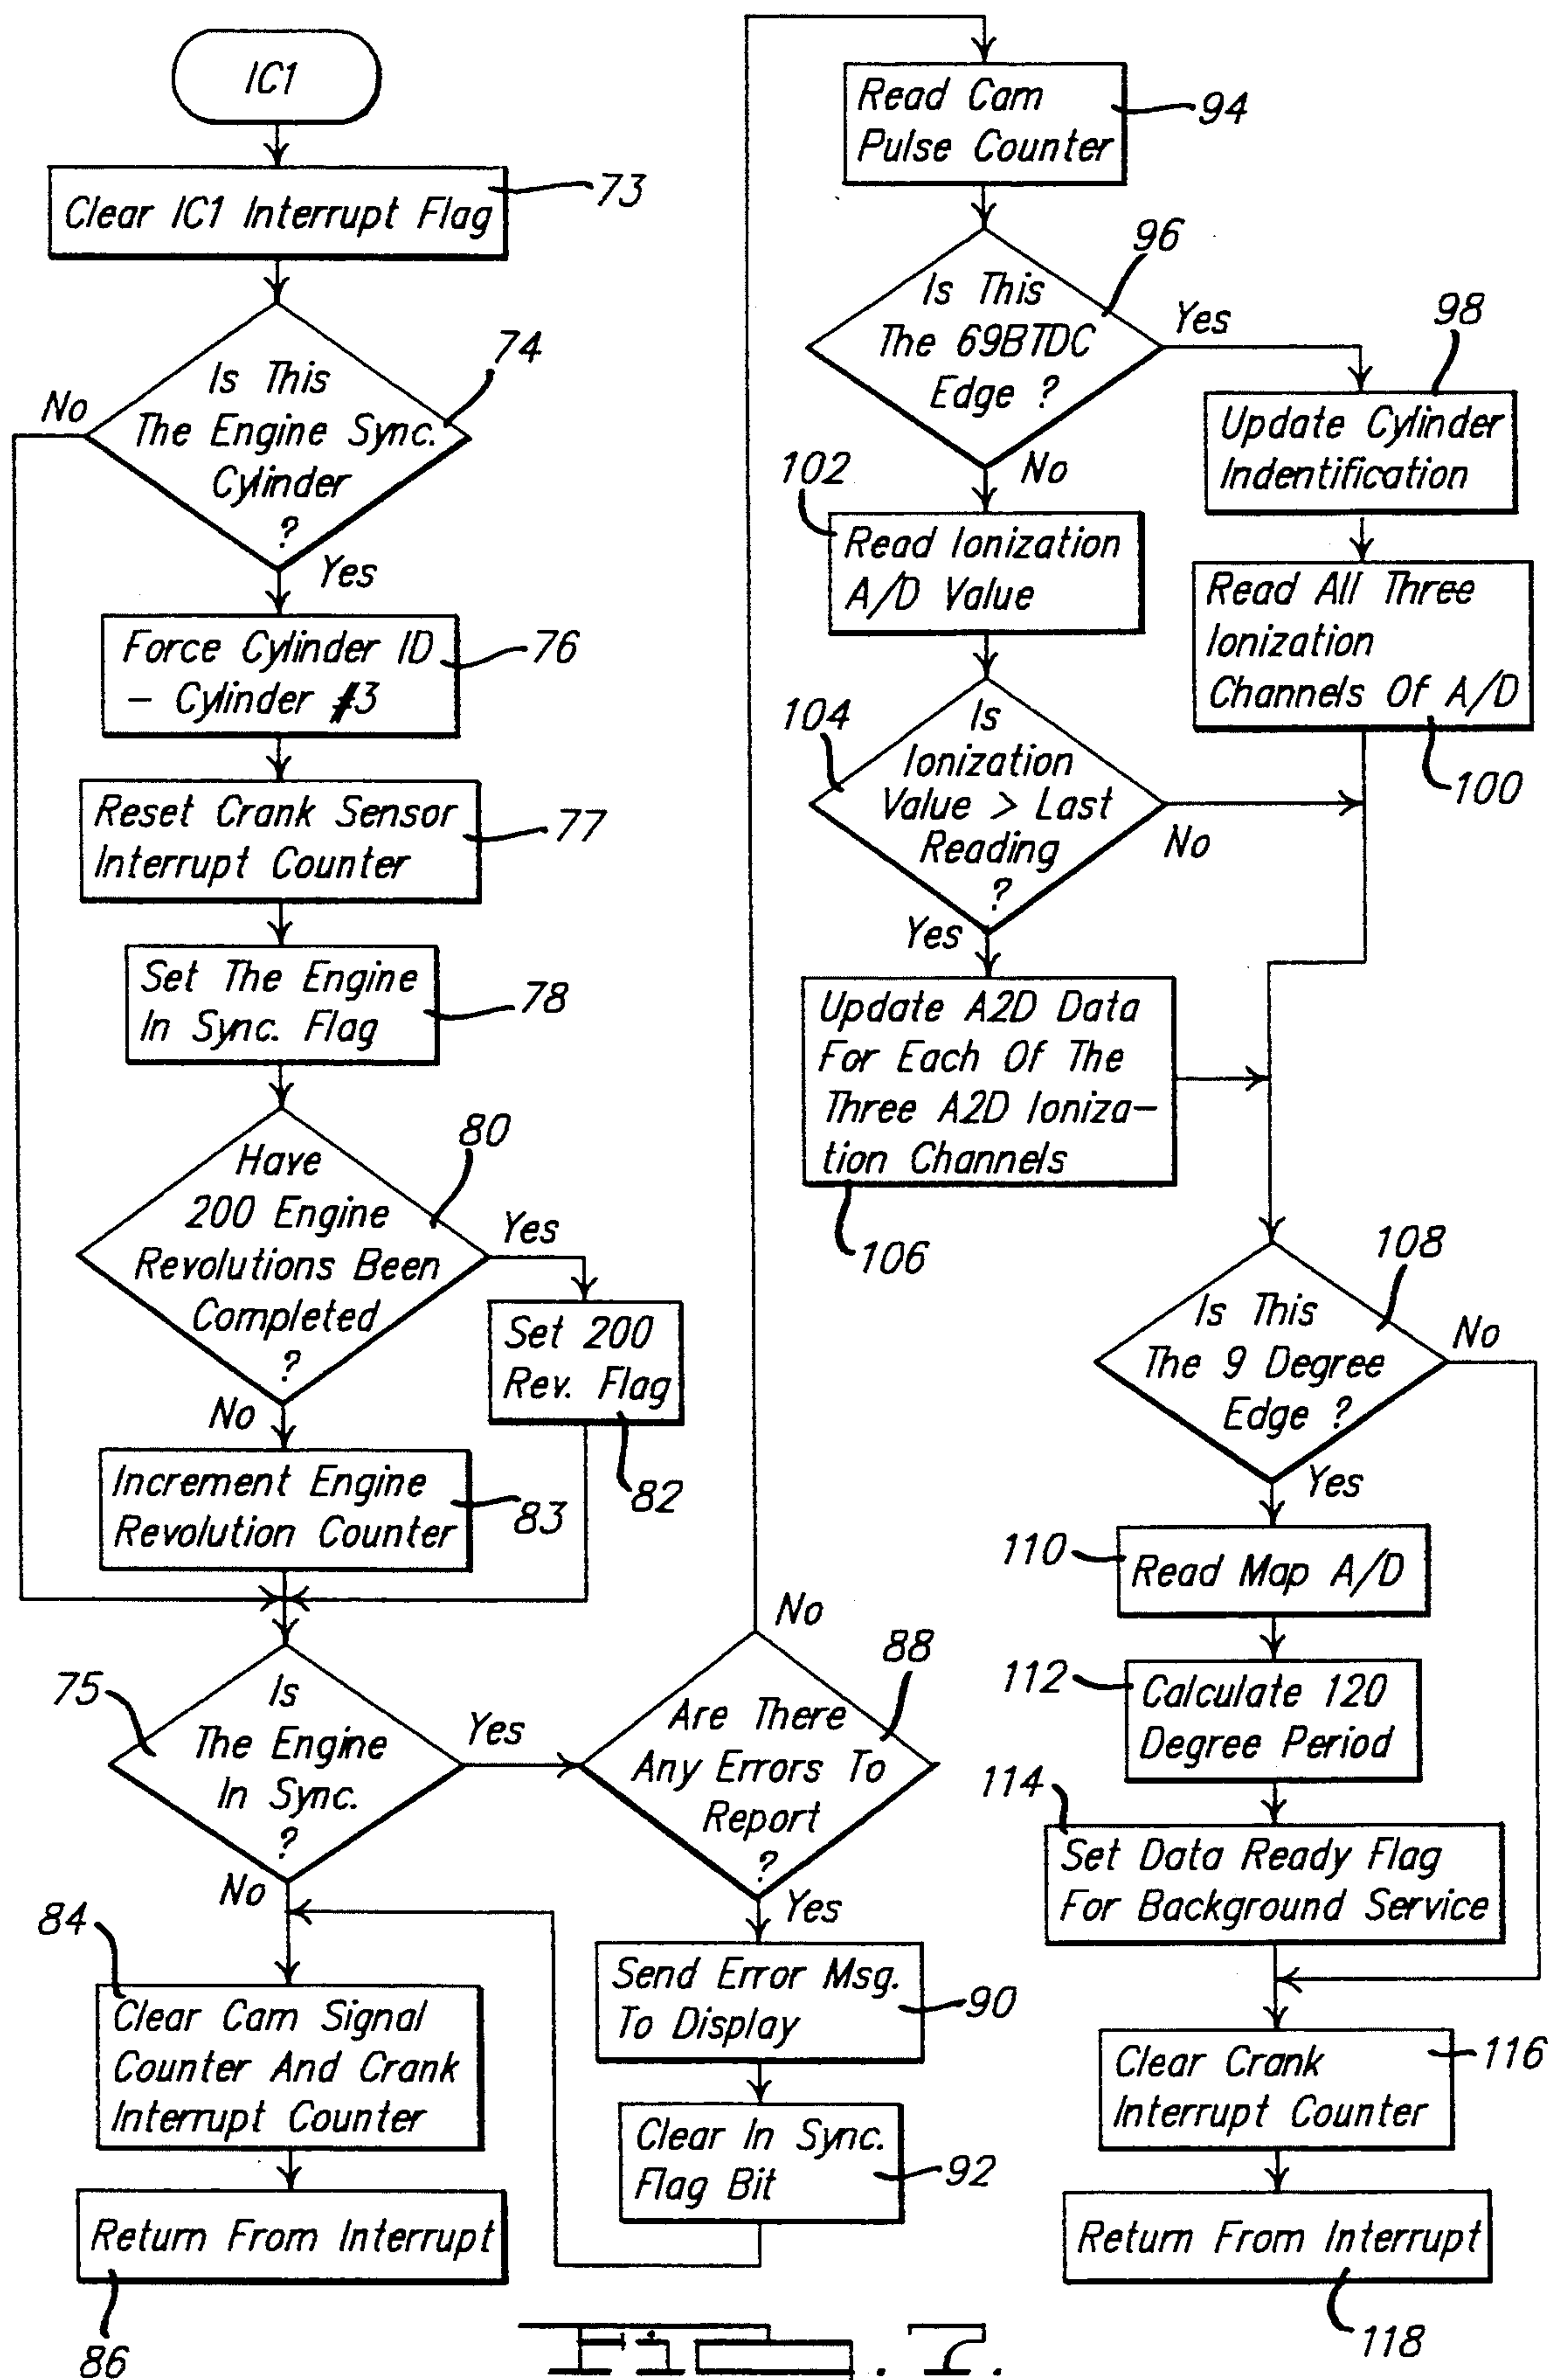 IC1
Clear IC1 Interrupt Flag
73
Is This
The Engine Sync.
Cylinder
?
74
No
Yes
Force Cylinder ID
– Cylinder #3
76
Reset Crank Sensor
Interrupt Counter
77
Set The Engine
In Sync. Flag
78
Have
200 Engine
Revolutions Been
Completed
?
80
Yes
Set 200
Rev. Flag
82
No
Increment Engine
Revolution Counter
83
Is
The Engine
In Sync.
?
75
Yes
No
84
Clear Cam Signal
Counter And Crank
Interrupt Counter
Return From Interrupt
86
No
88
Are There
Any Errors To
Report
?
Yes
Send Error Msg.
To Display
90
Clear In Sync.
Flag Bit
92
Read Cam
Pulse Counter
94
96
Is This
The 69BTDC
Edge ?
Yes
98
Update Cylinder
Indentification
Read All Three
Ionization
Channels Of A/D
100
No
102
Read Ionization
A/D Value
104
Is
Ionization
Value > Last
Reading
?
No
Yes
Update A2D Data
For Each Of The
Three A2D Ioniza–
tion Channels
106
108
Is This
The 9 Degree
Edge ?
No
Yes
110
Read Map A/D
112
Calculate 120
Degree Period
114
Set Data Ready Flag
For Background Service
Clear Crank
Interrupt Counter
116
Return From Interrupt
118